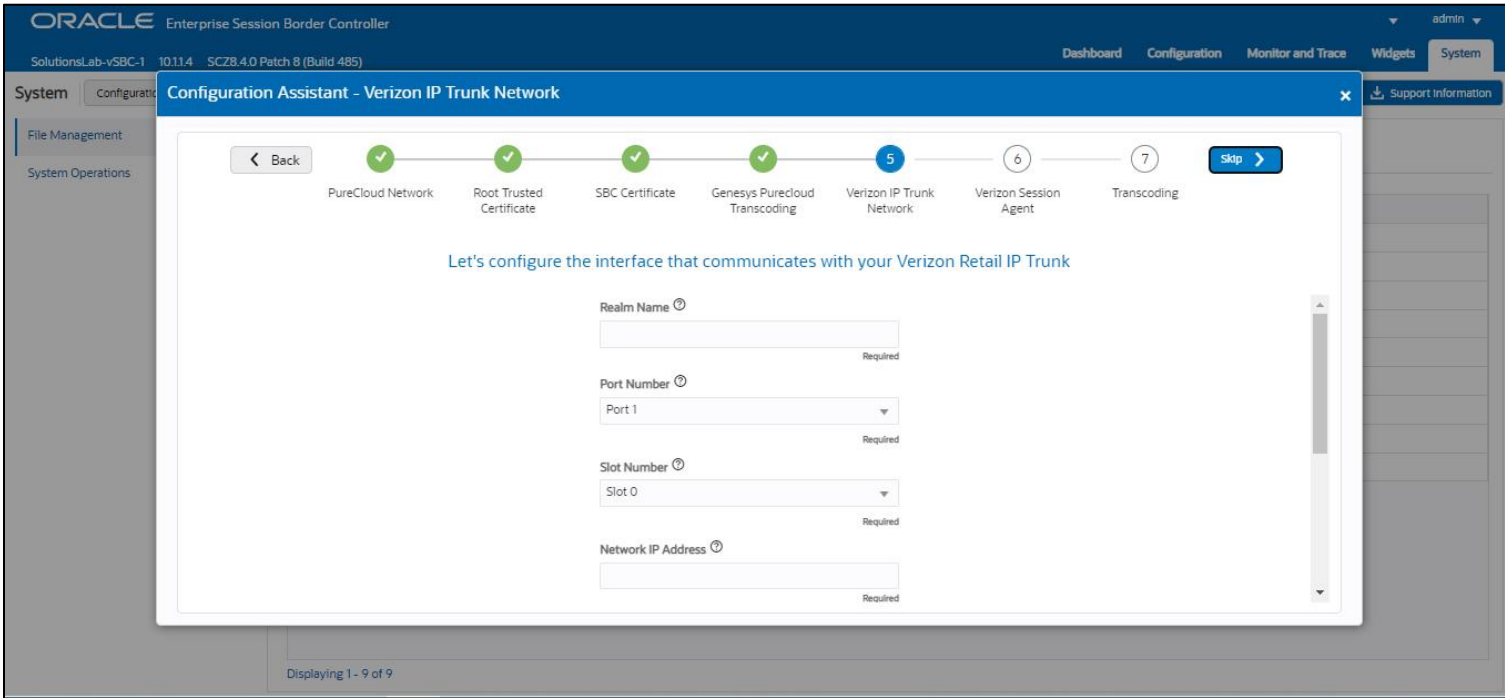 ORACLE Enterprise Session Border Controller
admin
SolutionsLab-vSBC-1 10.1.1.4 SCZ8.4.0 Patch 8 (Build 485)
Dashboard Configuration Monitor and Trace Widgets System
System
Configuration Assistant - Verizon IP Trunk Network
Support Information
File Management
System Operations
Back
5 6 7
Skip
PureCloud Network
Root Trusted
Certificate
SBC Certificate
Genesys Purecloud
Transcoding
Verizon IP Trunk
Network
Verizon Session
Agent
Transcoding
Let's configure the interface that communicates with your Verizon Retail IP Trunk
Realm Name
Required
Port Number
Port 1
Required
Slot Number
Slot 0
Required
Network IP Address
Required
Displaying 1 - 9 of 9